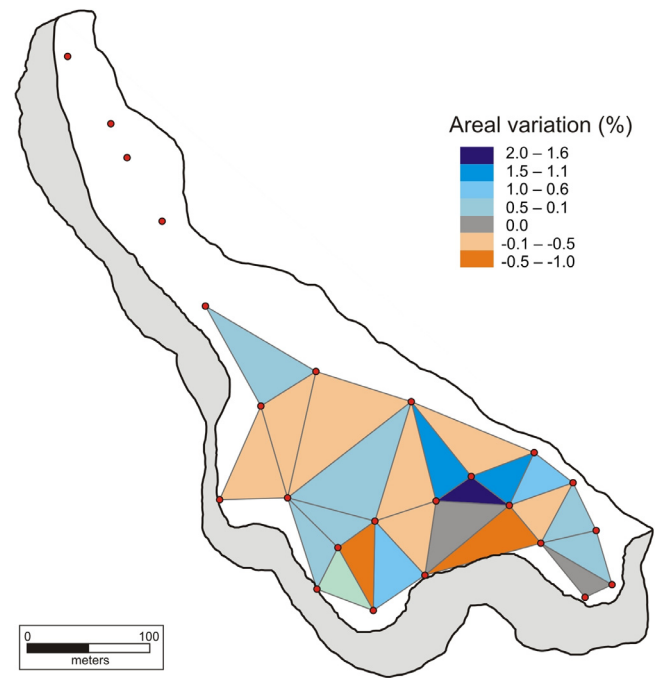 Areal variation (%)
2.0 – 1.6
1.5 – 1.1
1.0 – 0.6
0.5 – 0.1
0.0
-0.1 – -0.5
-0.5 – -1.0
0 100
meters